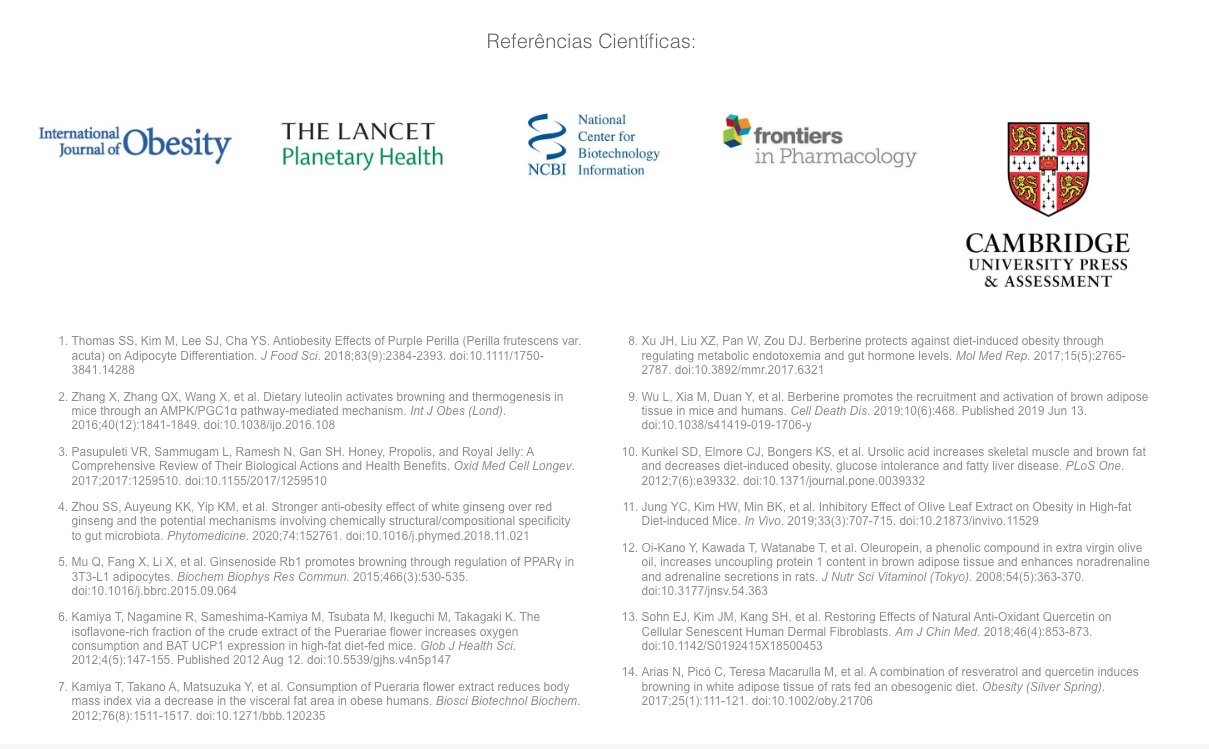 Referências Científicas:
International
Journal of Obesity
THE LANCET
Planetary Health
NCBI
National
Center for
Biotechnology
Information
frontiers
in Pharmacology
CAMBRIDGE
UNIVERSITY PRESS
& ASSESSMENT
1. Thomas SS, Kim M, Lee SJ, Cha YS. Antiobesity Effects of Purple Perilla (Perilla frutescens var.
acuta) on Adipocyte Differentiation. J Food Sci. 2018;83(9):2384-2393. doi:10.1111/1750-
3841.14288
2. Zhang X, Zhang QX, Wang X, et al. Dietary luteolin activates browning and thermogenesis in
mice through an AMPK/PGC1α pathway-mediated mechanism. Int J Obes (Lond).
2016;40(12):1841-1849. doi:10.1038/ijo.2016.108
3. Pasupuleti VR, Sammugam L, Ramesh N, Gan SH. Honey, Propolis, and Royal Jelly: A
Comprehensive Review of Their Biological Actions and Health Benefits. Oxid Med Cell Longev.
2017;2017:1259510. doi:10.1155/2017/1259510
4. Zhou SS, Auyeung KK, Yip KM, et al. Stronger anti-obesity effect of white ginseng over red
ginseng and the potential mechanisms involving chemically structural/compositional specificity
to gut microbiota. Phytomedicine. 2020;74:152761. doi:10.1016/j.phymed.2018.11.021
5. Mu Q, Fang X, Li X, et al. Ginsenoside Rb1 promotes browning through regulation of PPARγ in
3T3-L1 adipocytes. Biochem Biophys Res Commun. 2015;466(3):530-535.
doi:10.1016/j.bbrc.2015.09.064
6. Kamiya T, Nagamine R, Sameshima-Kamiya M, Tsubata M, Ikeguchi M, Takagaki K. The
isoflavone-rich fraction of the crude extract of the Puerariae flower increases oxygen
consumption and BAT UCP1 expression in high-fat diet-fed mice. Glob J Health Sci.
2012;4(5):147-155. Published 2012 Aug 12. doi:10.5539/gjhs.v4n5p147
7. Kamiya T, Takano A, Matsuzuka Y, et al. Consumption of Pueraria flower extract reduces body
mass index via a decrease in the visceral fat area in obese humans. Biosci Biotechnol Biochem.
2012;76(8):1511-1517. doi:10.1271/bbb.120235
8. Xu JH, Liu XZ, Pan W, Zou DJ. Berberine protects against diet-induced obesity through
regulating metabolic endotoxemia and gut hormone levels. Mol Med Rep. 2017;15(5):2765-
2787. doi:10.3892/mmr.2017.6321
9. Wu L, Xia M, Duan Y, et al. Berberine promotes the recruitment and activation of brown adipose
tissue in mice and humans. Cell Death Dis. 2019;10(6):468. Published 2019 Jun 13.
doi:10.1038/s41419-019-1706-y
10. Kunkel SD, Elmore CJ, Bongers KS, et al. Ursolic acid increases skeletal muscle and brown fat
and decreases diet-induced obesity, glucose intolerance and fatty liver disease. PLoS One.
2012;7(6):e39332. doi:10.1371/journal.pone.0039332
11. Jung YC, Kim HW, Min BK, et al. Inhibitory Effect of Olive Leaf Extract on Obesity in High-fat
Diet-induced Mice. In Vivo. 2019;33(3):707-715. doi:10.21873/invivo.11529
12. Oi-Kano Y, Kawada T, Watanabe T, et al. Oleuropein, a phenolic compound in extra virgin olive
oil, increases uncoupling protein 1 content in brown adipose tissue and enhances noradrenaline
and adrenaline secretions in rats. J Nutr Sci Vitaminol (Tokyo). 2008;54(5):363-370.
doi:10.3177/jnsv.54.363
13. Sohn EJ, Kim JM, Kang SH, et al. Restoring Effects of Natural Anti-Oxidant Quercetin on
Cellular Senescent Human Dermal Fibroblasts. Am J Chin Med. 2018;46(4):853-873.
doi:10.1142/S0192415X18500453
14. Arias N, Picó C, Teresa Macarulla M, et al. A combination of resveratrol and quercetin induces
browning in white adipose tissue of rats fed an obesogenic diet. Obesity (Silver Spring).
2017;25(1):111-121. doi:10.1002/oby.21706